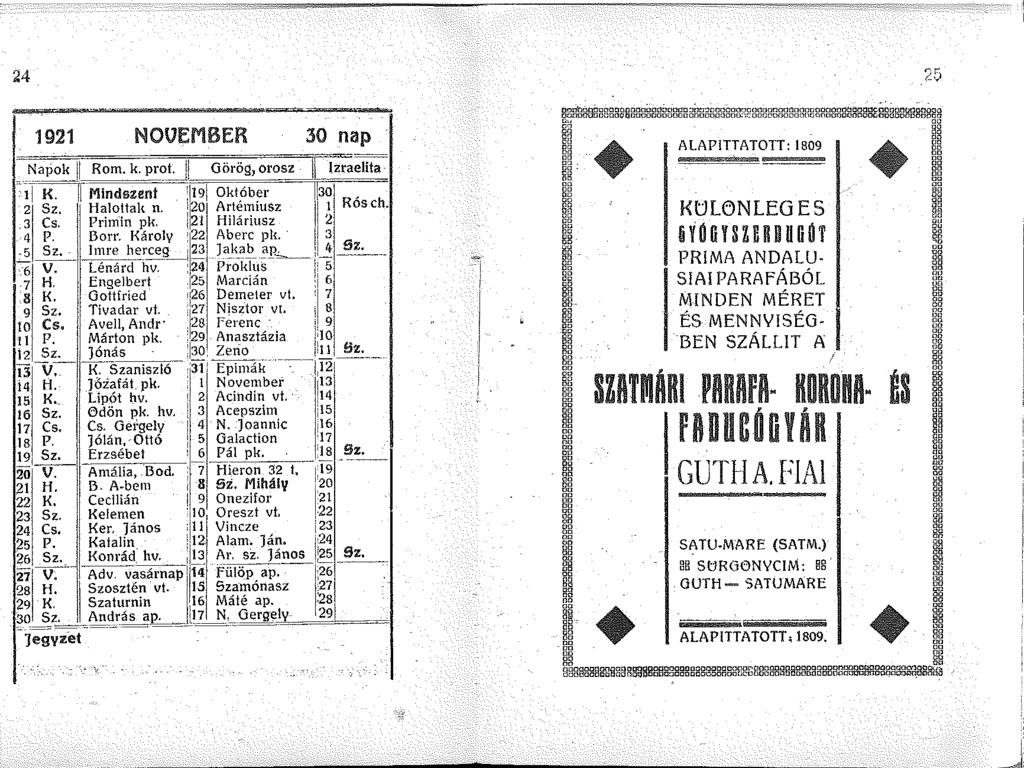 24
1921 NOVEMBER 30 nap
Napok Rom. k. prot. Görög, orosz Izraelita
1 K. Mindszent 19 Október 30
2 Sz. Halottak n. 20 Artémiusz 1 Rós ch.
3 Cs. Primin pk. 21 Hiláriusz 2
4 P. Borr. Károly 22 Aberc pk. 3
5 Sz. Imre herceg 23 Jakab ap. 4 Sz.
6 V. Lénárd hv. 24 Proklus 5
7 H. Engelbert 25 Marcián 6
8 K. Gottfried 26 Demeter vt. 7
9 Sz. Tivadar vt. 27 Nisztor vt. 8
10 Cs. Avell, Andr· 28 Ferenc 9
11 P. Márton pk. 29 Anasztázia 10
12 Sz. Jónás 30 Zeno 11 Sz.
13 V. K. Szaniszló 31 Epimák 12
14 H. Józafát pk. 1 November 13
15 K. Lipót hv. 2 Acindin vt. 14
16 Sz. Ödön pk. hv. 3 Acepszim 15
17 Cs. Cs. Gergely 4 N. Joannic 16
18 P. Jólán, Ottó 5 Galaction 17
19 Sz. Erzsébet 6 Pál pk. 18 Sz.
20 V. Amália, Bod. 7 Hieron 32 t, 19
21 H. B. A-bem 8 Sz. Mihály 20
22 K. Cecilián 9 Onezifor 21
23 Sz. Kelemen 10 Oreszt vt. 22
24 Cs. Ker. János 11 Vincze 23
25 P. Katalin 12 Alam. Ján. 24
26 Sz. Konrád hv. 13 Ar. sz. János 25 Sz.
27 V. Adv. vasárnap 14 Fülöp ap. 26
28 H. Szosztén vt. 15 Szamónasz 27
29 K. Szaturnin 16 Máté ap. 28
30 Sz. András ap. 17 N. Gergely 29
Jegyzet
25
ALAPITTATOTT: 1809
KÜLÖNLEGES
GYÓGYSZERDUGÓT
PRIMA ANDALU-
SIAI PARAFÁBÓL
MINDEN MÉRET
ÉS MENNYISÉG-
BEN SZÁLLIT A
SZATMÁRI PARAFA- KORONA- ÉS
FADUGÓGYÁR
GUTH A. FIAI
SATU-MARE (SATM.)
SÜRGÖNYCIM:
GUTH — SATUMARE
ALAPITTATOTT: 1809.